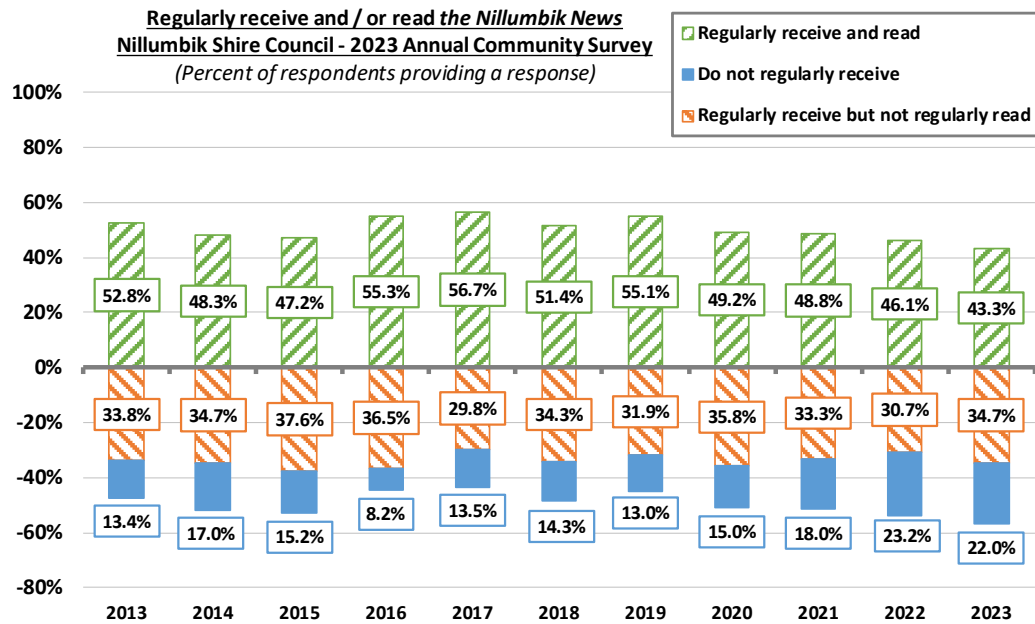 Regularly receive and / or read the Nillumbik News
Nillumbik Shire Council - 2023 Annual Community Survey
(Percent of respondents providing a response)
Regularly receive and read
Do not regularly receive
Regularly receive but not regularly read
100%
80%
60%
40%
20%
0%
-20%
-40%
-60%
-80%
52.8% 48.3% 47.2% 55.3% 56.7% 51.4% 55.1% 49.2% 48.8% 46.1% 43.3%
33.8% 34.7% 37.6% 36.5% 29.8% 34.3% 31.9% 35.8% 33.3% 30.7% 34.7%
13.4% 17.0% 15.2% 8.2% 13.5% 14.3% 13.0% 15.0% 18.0% 23.2% 22.0%
2013 2014 2015 2016 2017 2018 2019 2020 2021 2022 2023